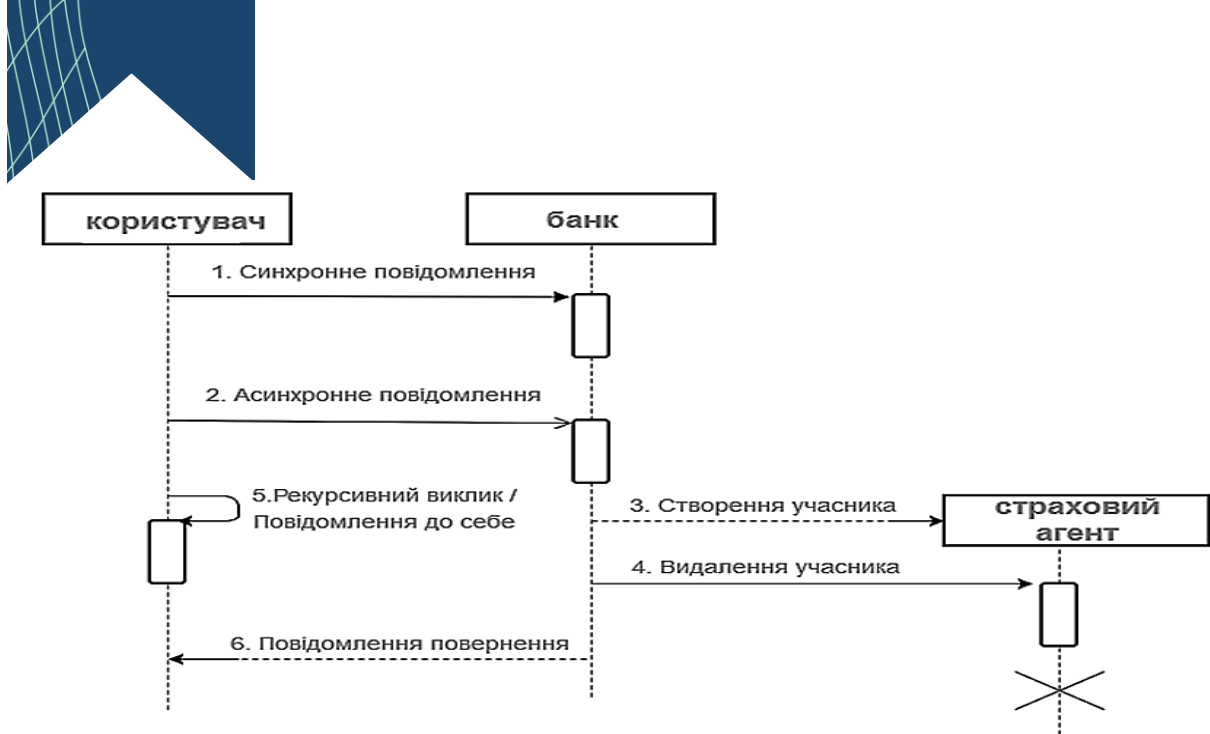 користувач
банк
1. Синхронне повідомлення
2. Асинхронне повідомлення
5.Рекурсивний виклик /
Повідомлення до себе
3. Створення учасника
страховий
агент
4. Видалення учасника
6. Повідомлення повернення